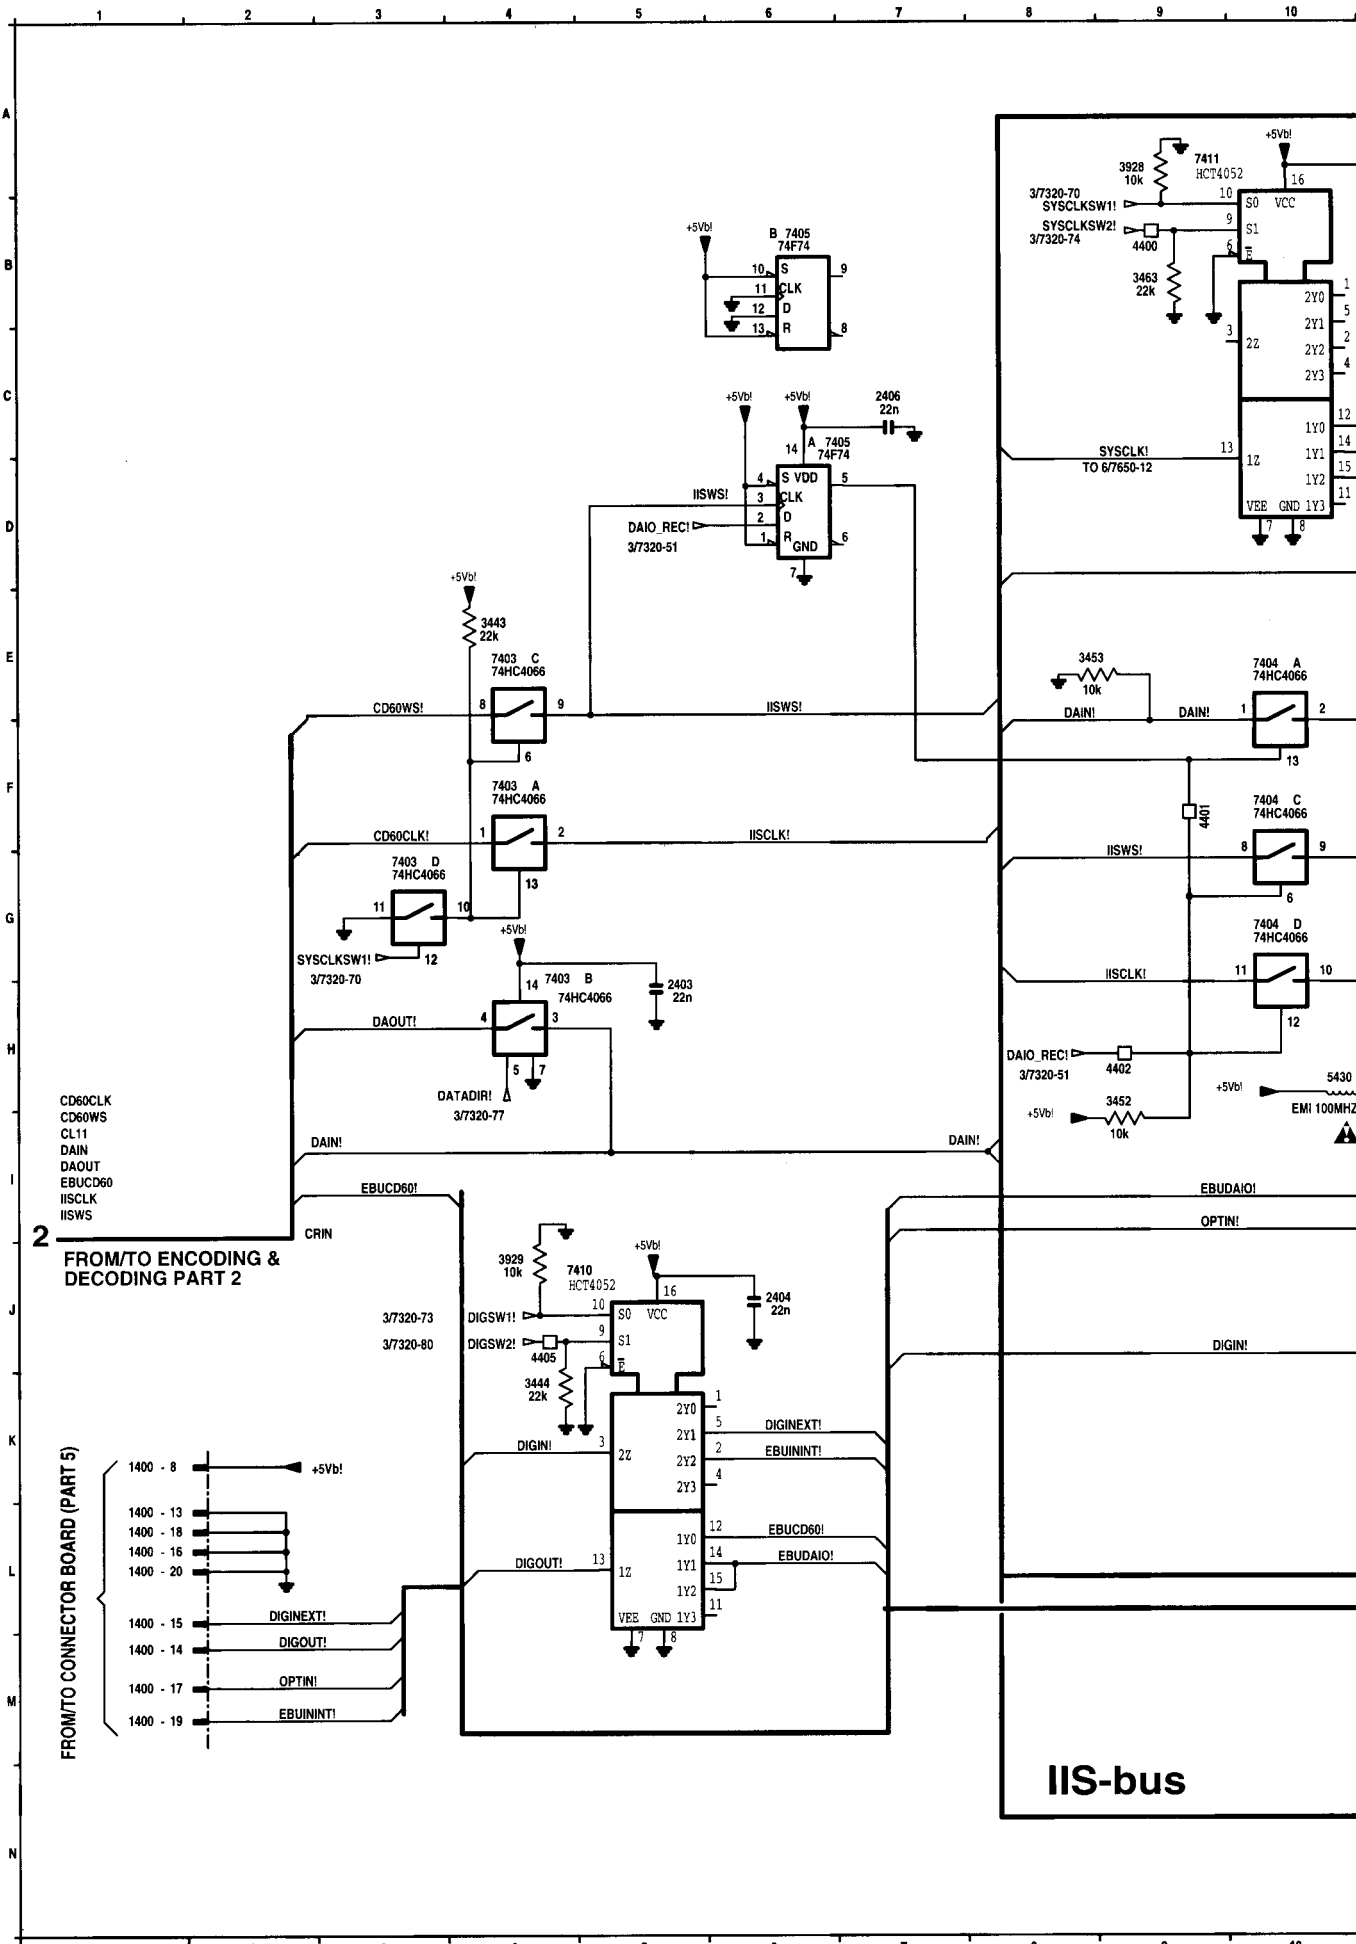 1 2 3 4 5 6 7 8 9 10
A
B
C
D
E
F
G
H
I
J
K
L
M
N
+5Vb!
3928
10k
7411
HCT4052
16
3/7320-70
SYSCLKSW1!
10 S0 VCC
SYSCLKSW2!
3/7320-74
4400
9 S1
6 E
3463
22k
2Y0 1
2Y1 5
3 2Z
2Y2 2
2Y3 4
1Y0 12
SYSCLK!
TO 6/7650-12
13 1Z
1Y1 14
1Y2 15
VEE GND 1Y3 11
7 8
+5Vb!
B 7405
74F74
10 S 9
11 CLK
12 D
13 R 8
+5Vb! +5Vb!
2406
22n
14 A 7405
74F74
4 S VDD 5
IISWS! 3 CLK
DAIO_REC! 2 D
3/7320-51
1 R 6
GND
7
+5Vb!
3443
22k
7403 C
74HC4066
CD60WS! 8 9 IISWS!
6
7403 A
74HC4066
CD60CLK! 1 2 IISCLK!
13
7403 D
74HC4066
11 10
SYSCLKSW1! 12
3/7320-70
+5Vb!
14 7403 B
74HC4066
2403
22n
DAOUT! 4 3
5 7
DATADIR!
3/7320-77
DAIN! DAIN!
3453
10k
7404 A
74HC4066
DAIN! DAIN! 1 2
13
4401
7404 C
74HC4066
IISWS! 8 9
6
7404 D
74HC4066
IISCLK! 11 10
12
DAIO_REC!
3/7320-51
4402
+5Vb!
5430
EMI 100MHZ
+5Vb!
3452
10k
CD60CLK
CD60WS
CL11
DAIN
DAOUT
EBUCD60
IISCLK
IISWS
2
CRIN
FROM/TO ENCODING &
DECODING PART 2
EBUCD60!
EBUDAIO!
OPTIN!
DIGIN!
3929
10k
7410
HCT4052
+5Vb!
16
2404
22n
3/7320-73 DIGSW1! 10 S0 VCC
3/7320-80 DIGSW2! 9 S1
4405
6 E
3444
22k
2Y0 1
2Y1 5 DIGINEXT!
DIGIN! 3 2Z
2Y2 2 EBUININT!
2Y3 4
1Y0 12 EBUCD60!
DIGOUT! 13 1Z
1Y1 14 EBUDAIO!
1Y2 15
VEE GND 1Y3 11
7 8
FROM/TO CONNECTOR BOARD (PART 5)
1400 - 8 +5Vb!
1400 - 13
1400 - 18
1400 - 16
1400 - 20
1400 - 15 DIGINEXT!
1400 - 14 DIGOUT!
1400 - 17 OPTIN!
1400 - 19 EBUININT!
IIS-bus